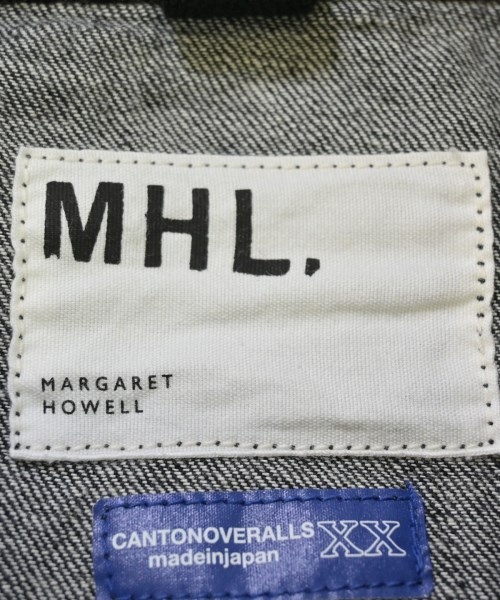 MHL.
MARGARET
HOWELL
CANTONOVERALLS XX
madeinjapan